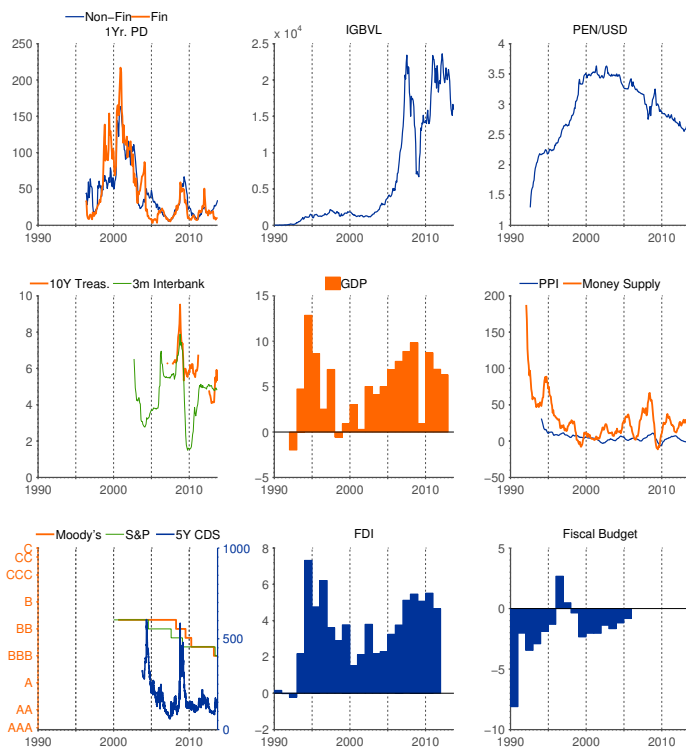 Non−Fin Fin
1Yr. PD
250
200
150
100
50
0
1990 2000 2010
IGBVL
x 10⁴
2.5
2
1.5
1
0.5
0
1990 2000 2010
PEN/USD
4
3.5
3
2.5
2
1.5
1
1990 2000 2010
10Y Treas. 3m Interbank
10
8
6
4
2
0
1990 2000 2010
GDP
15
10
5
0
−5
1990 2000 2010
PPI Money Supply
200
150
100
50
0
−50
1990 2000 2010
Moody's S&P 5Y CDS
C
CC
CCC
B
BB
BBB
A
AA
AAA
1000
500
0
1990 2000 2010
FDI
8
6
4
2
0
−2
1990 2000 2010
Fiscal Budget
5
0
−5
−10
1990 2000 2010